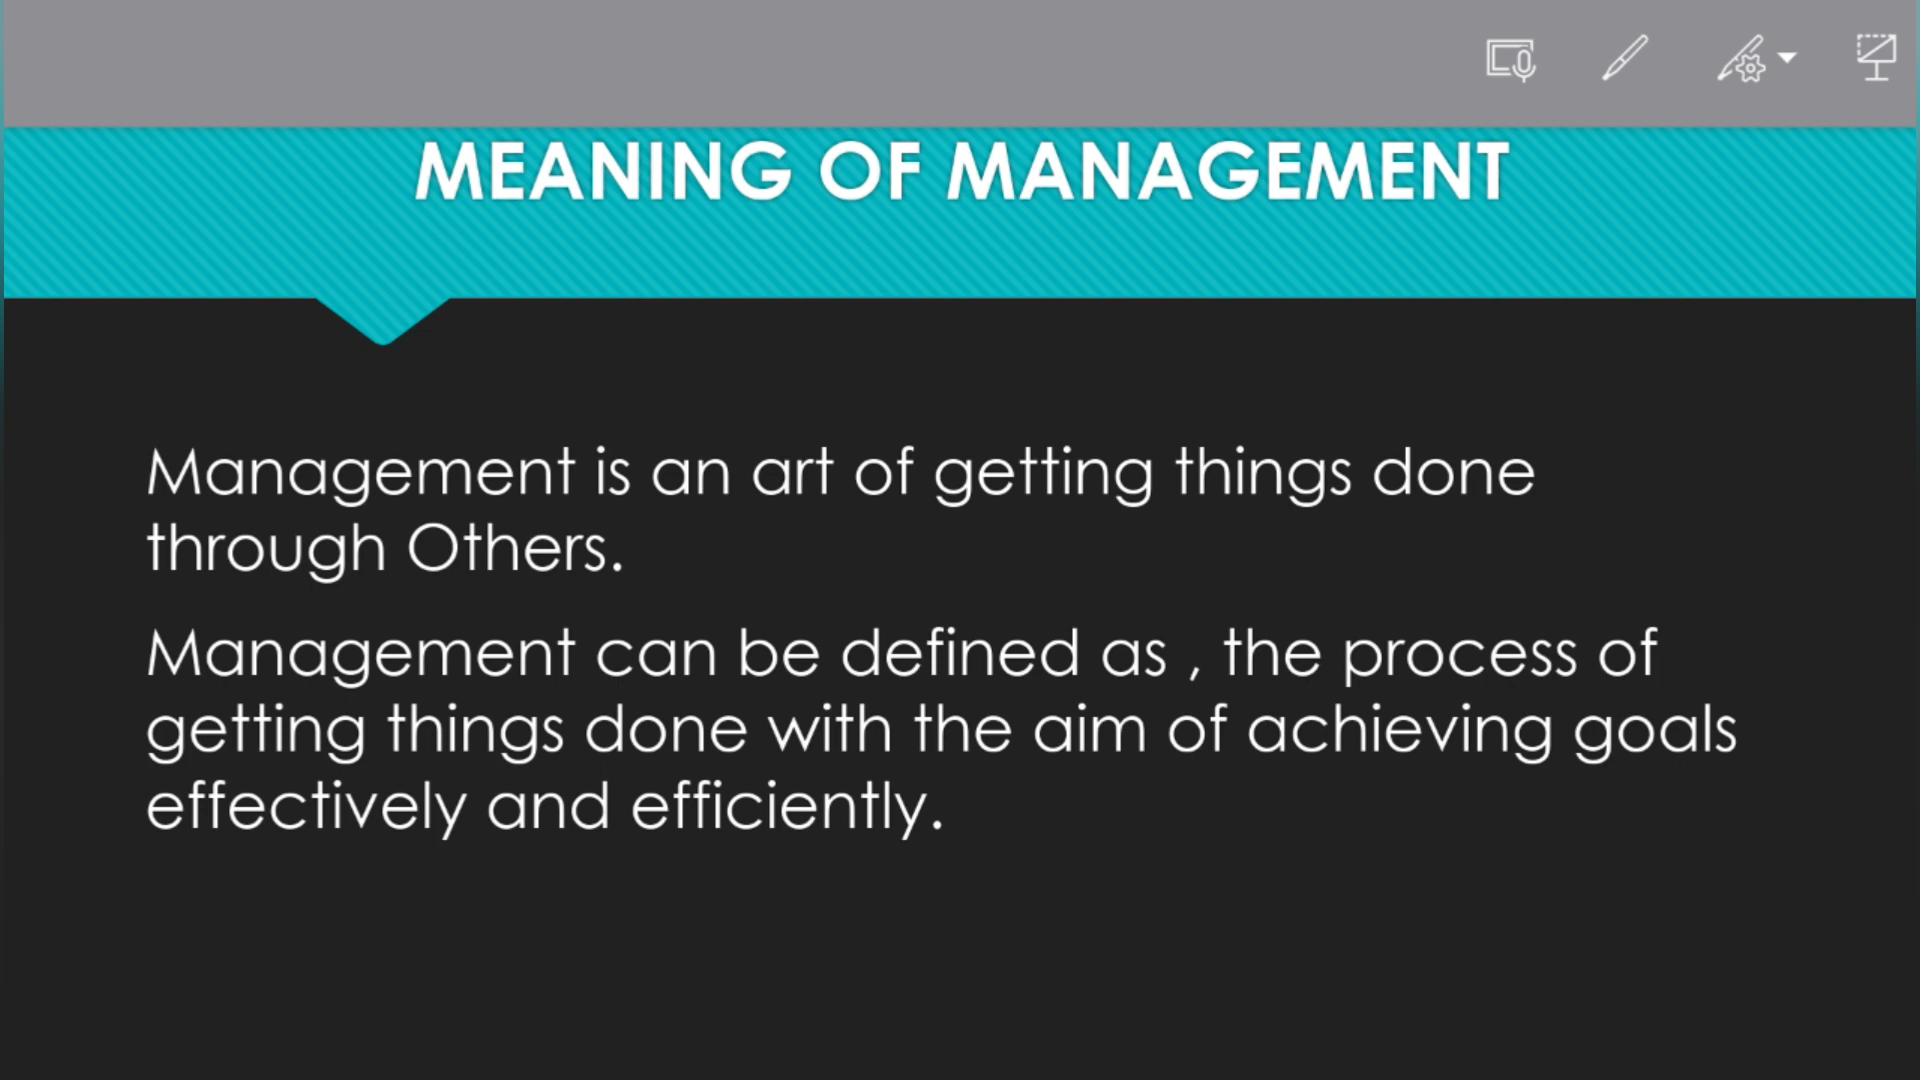 MEANING OF MANAGEMENT
Management is an art of getting things done
through Others.
Management can be defined as , the process of
getting things done with the aim of achieving goals
effectively and efficiently.